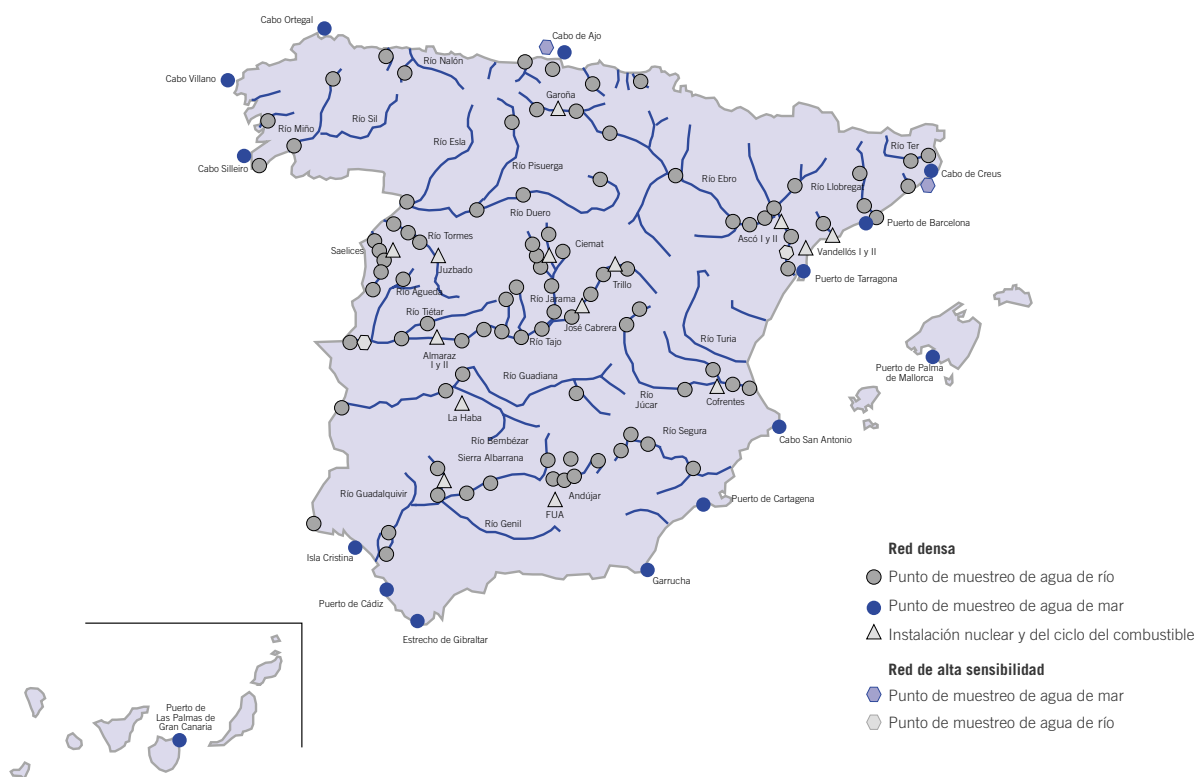 Cabo Ortegal
Cabo de Ajo
Cabo Villano
Río Nalón
Garoña
Río Sil
Río Miño
Río Esla
Río Ter
Cabo Silleiro
Río Pisuerga
Cabo de Creus
Río Ebro
Río Llobregat
Río Duero
Puerto de Barcelona
Río Tormes
Ascó I y II
Ciemat
Saelices
Vandellós I y II
Juzbado
Puerto de Tarragona
Trillo
Río Águeda
Río Jarama
Río Tiétar
José Cabrera
Río Tajo
Río Turia
Almaraz
I y II
Puerto de Palma
de Mallorca
Río Guadiana
Río
Júcar
Cofrentes
La Haba
Río Segura
Río Bembézar
Cabo San Antonio
Sierra Albarrana
Río Guadalquivir
Andújar
Puerto de Cartagena
FUA
Río Genil
Isla Cristina
Garrucha
Puerto de Cádiz
Estrecho de Gibraltar
Puerto de
Las Palmas de
Gran Canaria
Red densa
Punto de muestreo de agua de río
Punto de muestreo de agua de mar
Instalación nuclear y del ciclo del combustible
Red de alta sensibilidad
Punto de muestreo de agua de mar
Punto de muestreo de agua de río